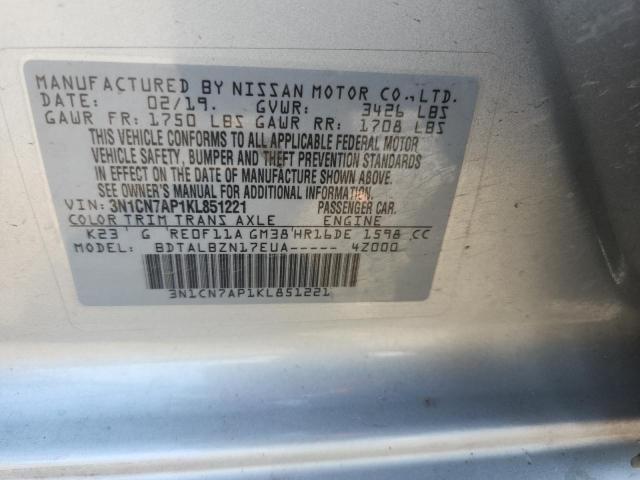 MANUFACTURED BY NISSAN MOTOR CO.,LTD.
DATE: 02/19. GVWR: 3426 LBS
GAWR FR: 1750 LBS GAWR RR: 1708 LBS
THIS VEHICLE CONFORMS TO ALL APPLICABLE FEDERAL MOTOR
VEHICLE SAFETY, BUMPER AND THEFT PREVENTION STANDARDS
IN EFFECT ON THE DATE OF MANUFACTURE SHOWN ABOVE.
SEE OWNER'S MANUAL FOR ADDITIONAL INFORMATION.
VIN: 3N1CN7AP1KL851221 PASSENGER CAR.
COLOR TRIM TRANS AXLE ENGINE
K23 G RE0F11A GM38 HR16DE 1598 CC
MODEL: BDTALBZN17EUA----- 4Z000
3N1CN7AP1KL851221